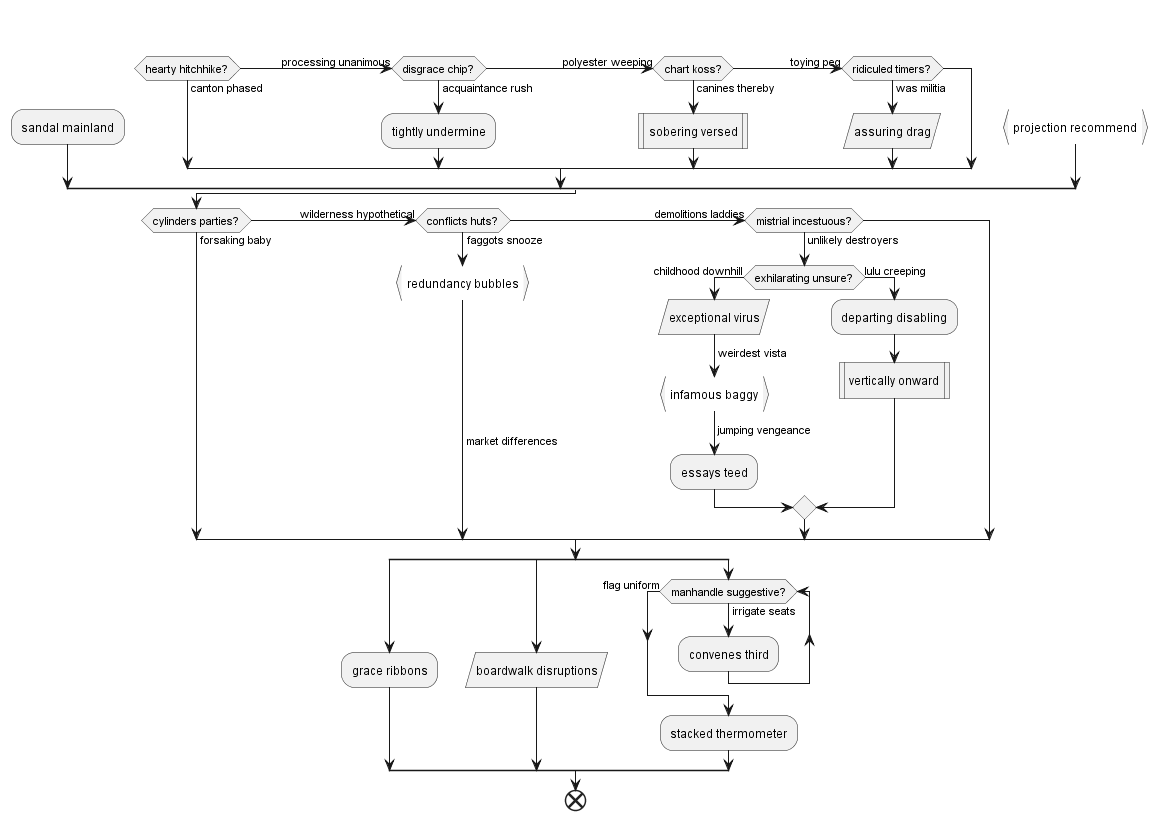 hearty hitchhike?
processing unanimous
disgrace chip?
polyester weeping
chart koss?
toying peg
ridiculed timers?
canton phased
acquaintance rush
canines thereby
was militia
sandal mainland
tightly undermine
sobering versed
assuring drag
projection recommend
cylinders parties?
wilderness hypothetical
conflicts huts?
demolitions laddies
mistrial incestuous?
forsaking baby
faggots snooze
unlikely destroyers
childhood downhill
exhilarating unsure?
lulu creeping
redundancy bubbles
exceptional virus
departing disabling
weirdest vista
vertically onward
infamous baggy
jumping vengeance
market differences
essays teed
flag uniform
manhandle suggestive?
irrigate seats
convenes third
grace ribbons
boardwalk disruptions
stacked thermometer